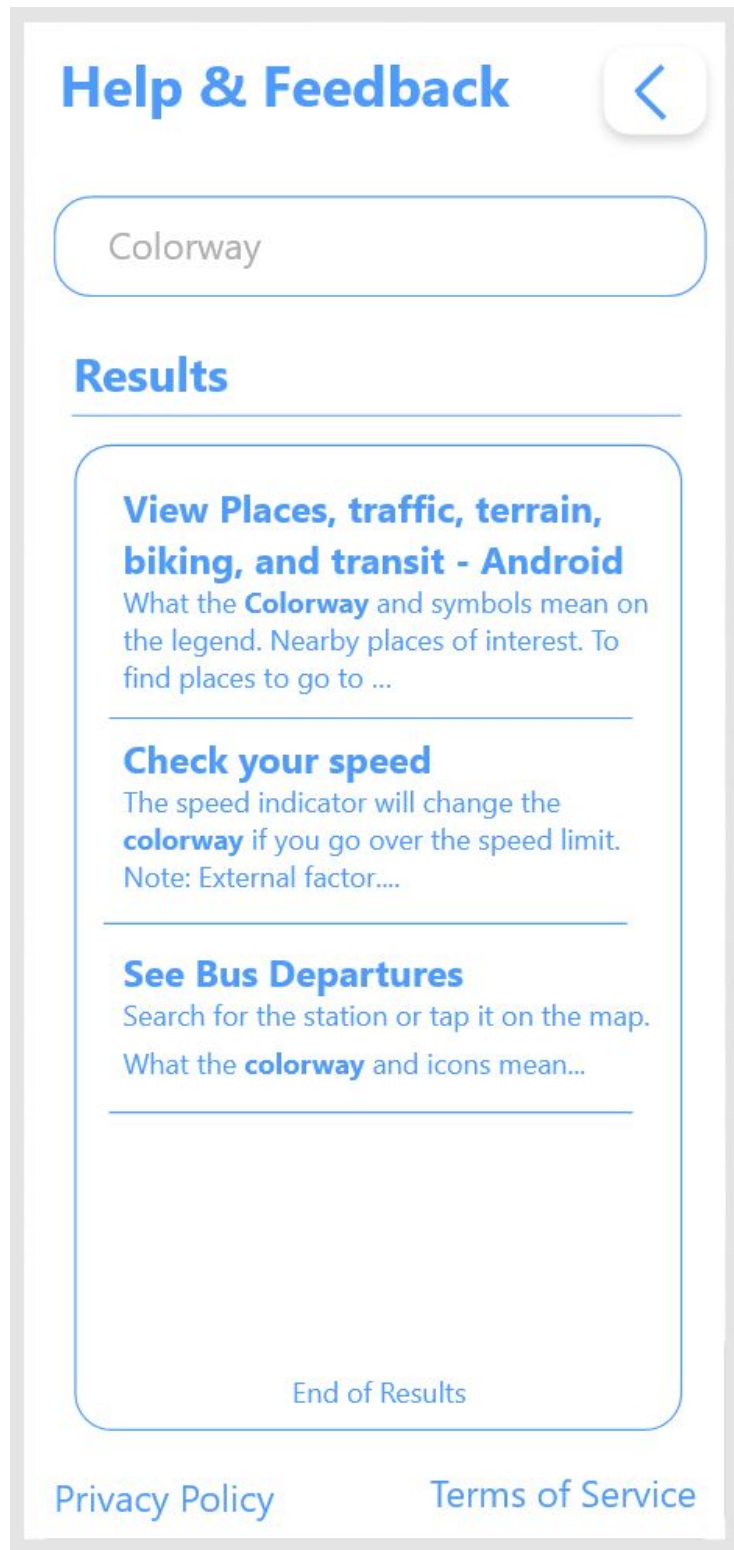 Help & Feedback
Colorway
Results
View Places, traffic, terrain,
biking, and transit - Android
What the Colorway and symbols mean on
the legend. Nearby places of interest. To
find places to go to ...
Check your speed
The speed indicator will change the
colorway if you go over the speed limit.
Note: External factor....
See Bus Departures
Search for the station or tap it on the map.
What the colorway and icons mean...
End of Results
Privacy Policy
Terms of Service